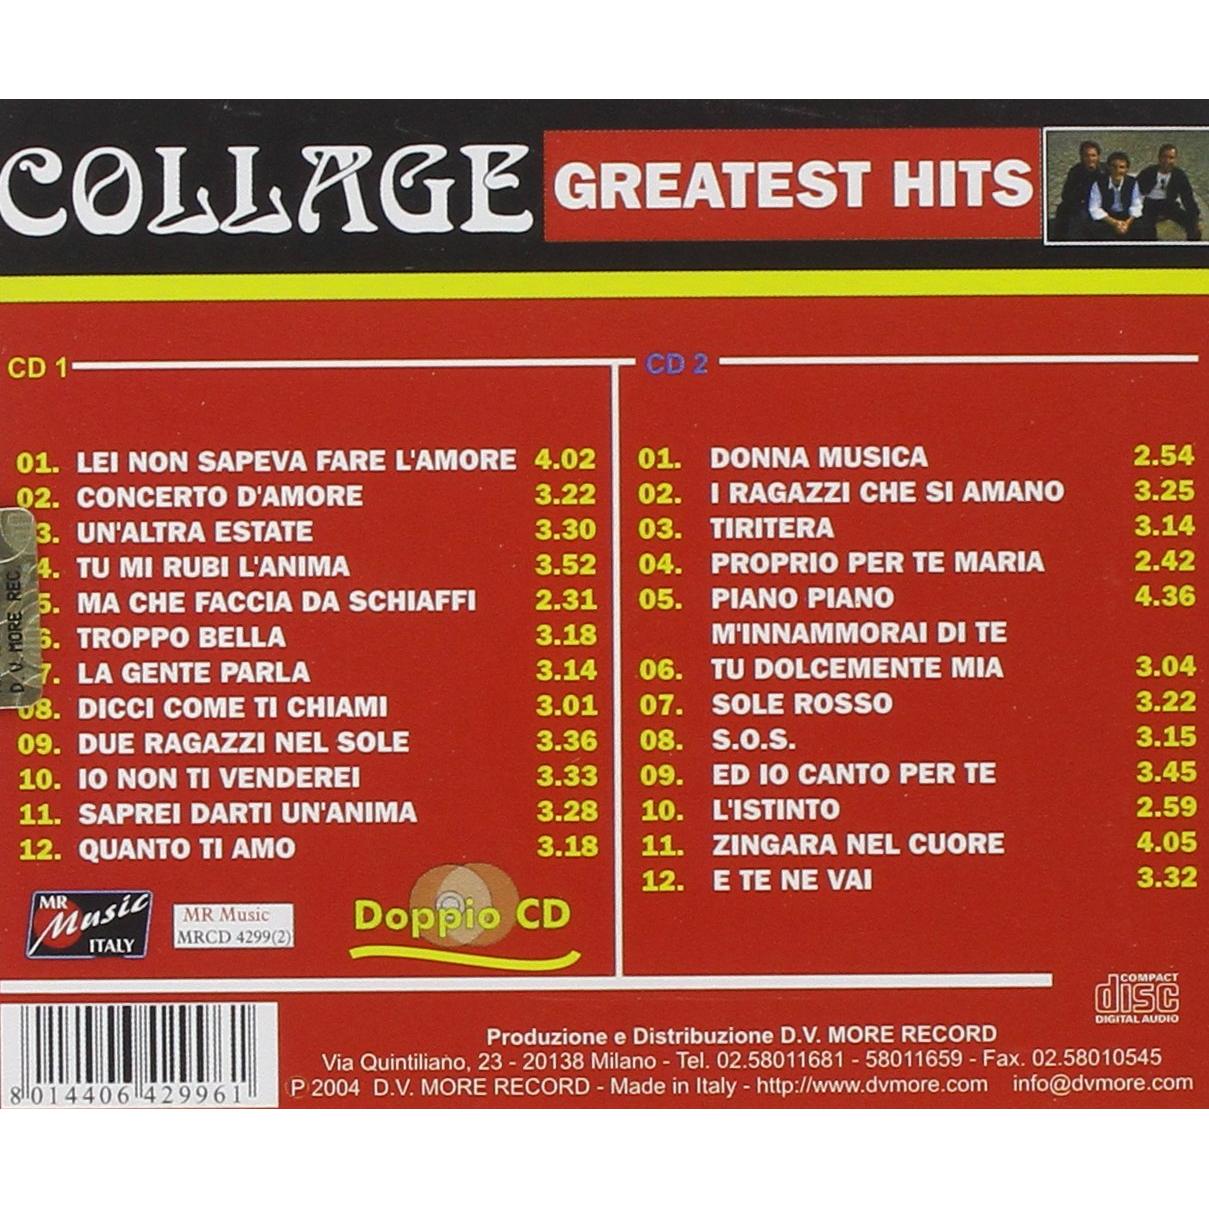 COLLAGE GREATEST HITS
CD 1
01. LEI NON SAPEVA FARE L'AMORE 4.02
02. CONCERTO D'AMORE 3.22
3. UN'ALTRA ESTATE 3.30
4. TU MI RUBI L'ANIMA 3.52
5. MA CHE FACCIA DA SCHIAFFI 2.31
6. TROPPO BELLA 3.18
7. LA GENTE PARLA 3.14
08. DICCI COME TI CHIAMI 3.01
09. DUE RAGAZZI NEL SOLE 3.36
10. IO NON TI VENDEREI 3.33
11. SAPREI DARTI UN'ANIMA 3.28
12. QUANTO TI AMO 3.18
CD 2
01. DONNA MUSICA 2.54
02. I RAGAZZI CHE SI AMANO 3.25
03. TIRITERA 3.14
04. PROPRIO PER TE MARIA 2.42
05. PIANO PIANO 4.36
M'INNAMMORAI DI TE
06. TU DOLCEMENTE MIA 3.04
07. SOLE ROSSO 3.22
08. S.O.S. 3.15
09. ED IO CANTO PER TE 3.45
10. L'ISTINTO 2.59
11. ZINGARA NEL CUORE 4.05
12. E TE NE VAI 3.32
D.V. MORE REC.
MR
Music
ITALY
MR Music
MRCD 4299(2)
Doppio CD
COMPACT
disc
DIGITAL AUDIO
8 014406 429961
Produzione e Distribuzione D.V. MORE RECORD
Via Quintiliano, 23 - 20138 Milano - Tel. 02.58011681 - 58011659 - Fax. 02.58010545
℗ 2004 D.V. MORE RECORD - Made in Italy - http://www.dvmore.com info@dvmore.com